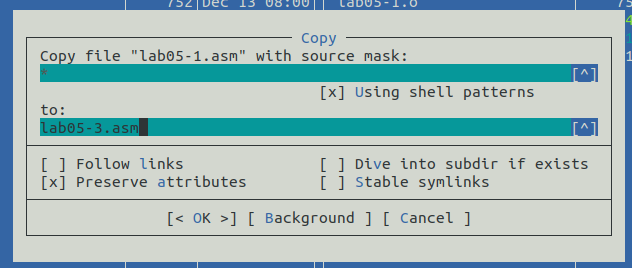 752 Dec 13 08:00 lab05-1.o 75
Copy
Copy file "lab05-1.asm" with source mask:
* [^]
[x] Using shell patterns
to:
lab05-3.asm [^]
[ ] Follow links [ ] Dive into subdir if exists
[x] Preserve attributes [ ] Stable symlinks
[< OK >] [ Background ] [ Cancel ]